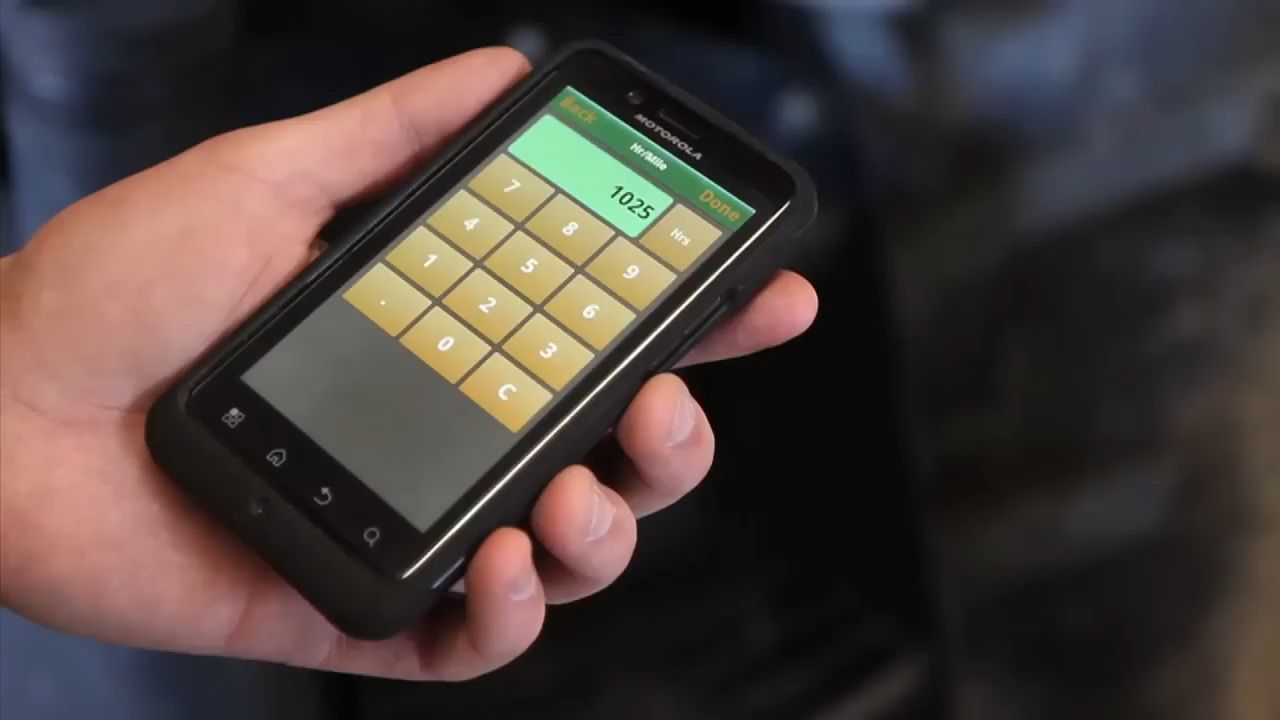 MOTOROLA
Back
Hr/Mile
Done
1025
Hrs
7 8 9
4 5 6
1 2 3
. 0 C